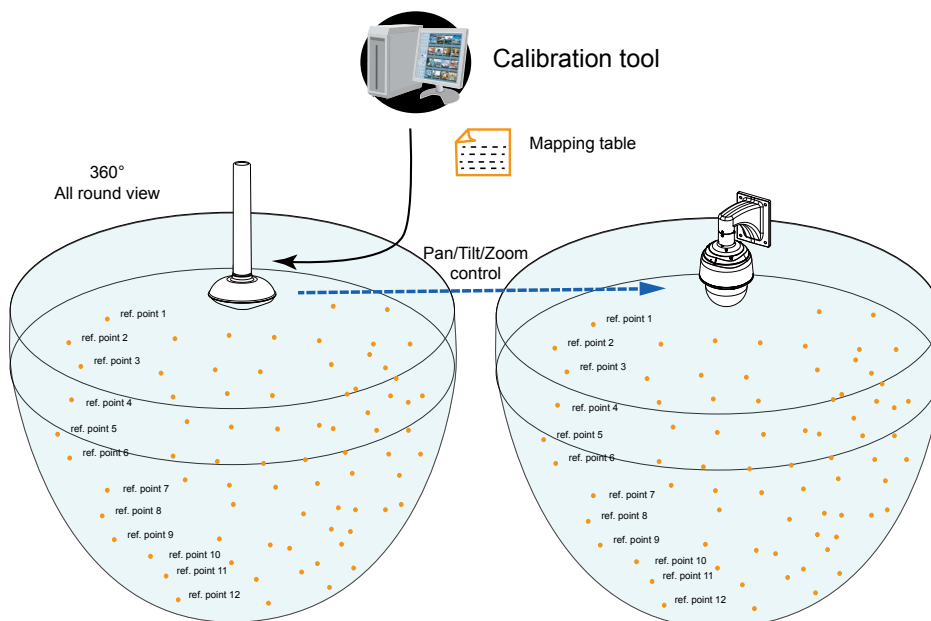 Calibration tool
Mapping table
360°
All round view
Pan/Tilt/Zoom
control
ref. point 1
ref. point 2
ref. point 3
ref. point 4
ref. point 5
ref. point 6
ref. point 7
ref. point 8
ref. point 9
ref. point 10
ref. point 11
ref. point 12
ref. point 1
ref. point 2
ref. point 3
ref. point 4
ref. point 5
ref. point 6
ref. point 7
ref. point 8
ref. point 9
ref. point 10
ref. point 11
ref. point 12